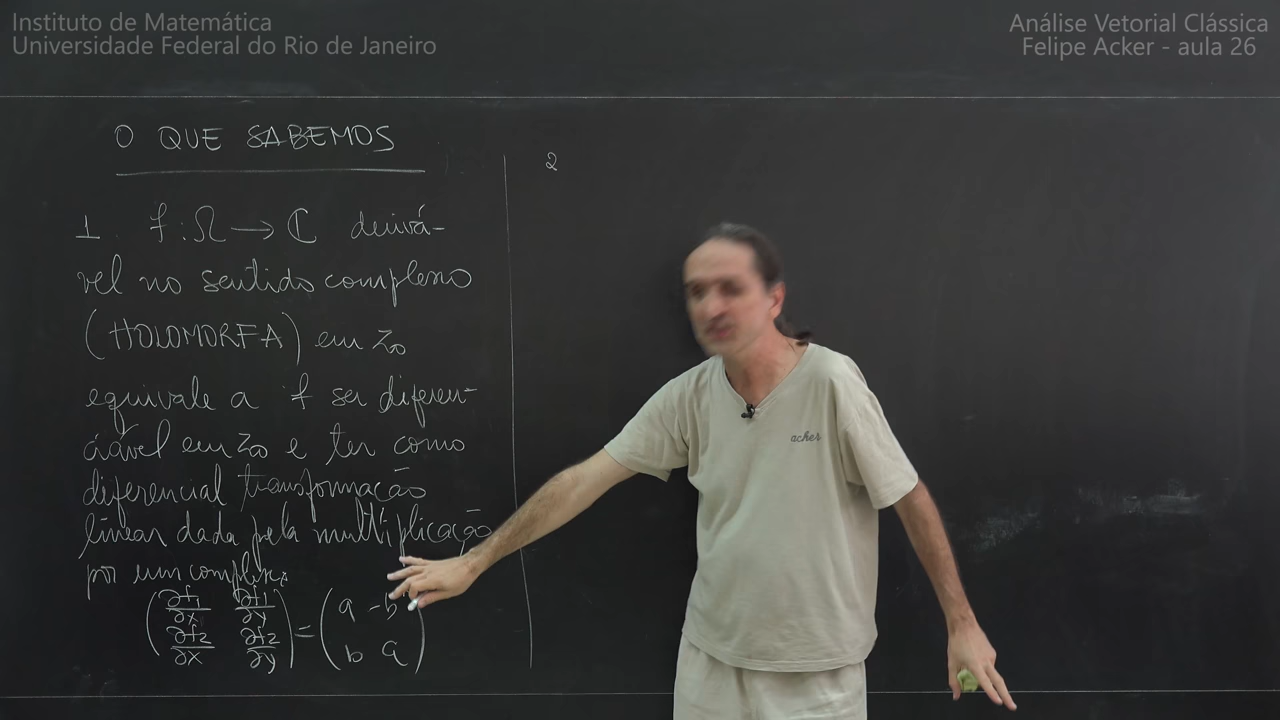 Instituto de Matemática
Universidade Federal do Rio de Janeiro
Análise Vetorial Clássica
Felipe Acker - aula 26
O QUE SABEMOS
1. f: Ω → ℂ derivá-
vel no sentido complexo
(HOLOMORFA) em z₀
equivale a f ser diferen-
ciável em z₀ e ter como
diferencial transformação
linear dada pela multiplicação
por um complexo
(∂f₁/∂x ∂f₁/∂y) = (a -b)
(∂f₂/∂x ∂f₂/∂y) (b a)
2
acker